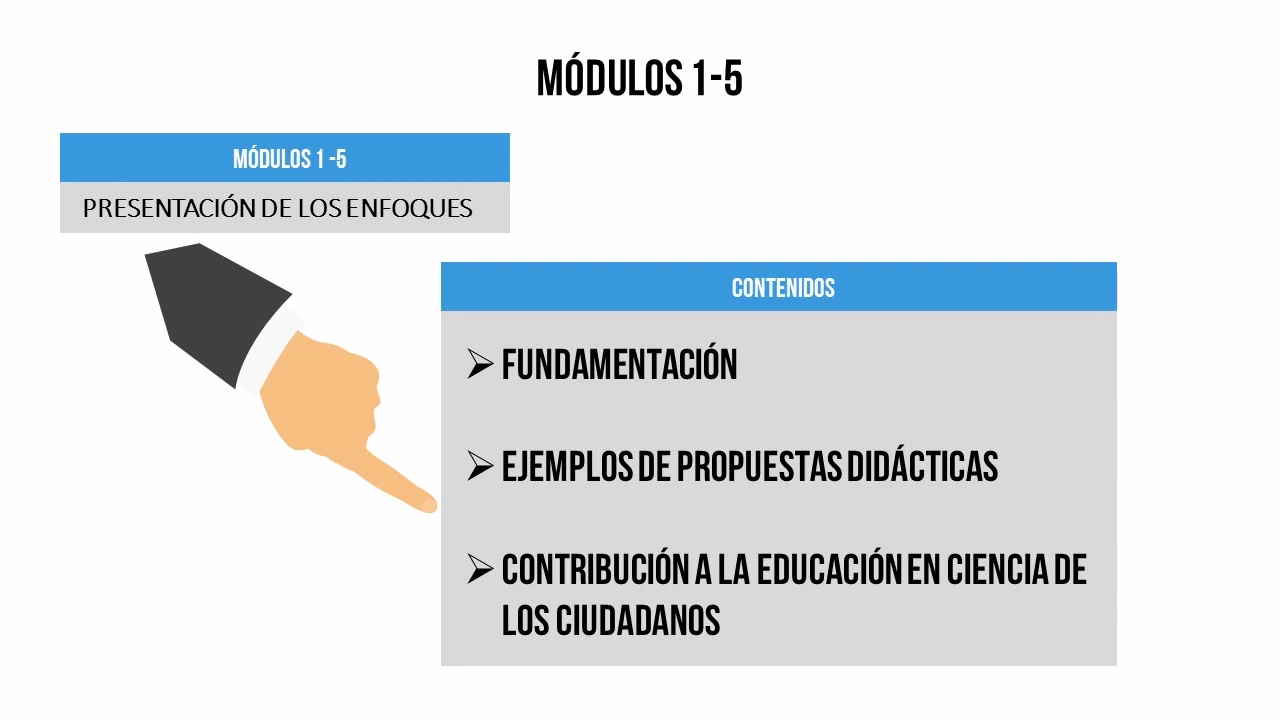 MÓDULOS 1-5
MÓDULOS 1 -5
PRESENTACIÓN DE LOS ENFOQUES
CONTENIDOS
➢ FUNDAMENTACIÓN
➢ EJEMPLOS DE PROPUESTAS DIDÁCTICAS
➢ CONTRIBUCIÓN A LA EDUCACIÓN EN CIENCIA DE
LOS CIUDADANOS